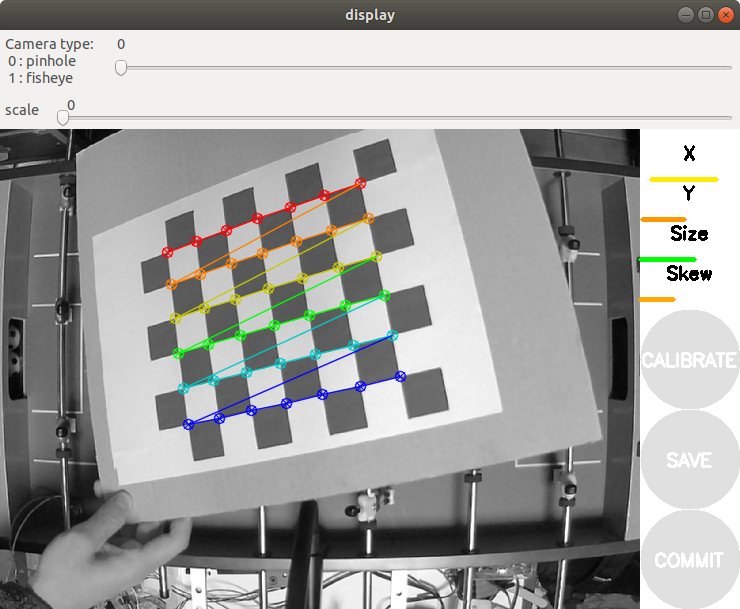 display
Camera type:
0
0 : pinhole
1 : fisheye
0
scale
X
Y
Size
Skew
CALIBRATE
SAVE
COMMIT